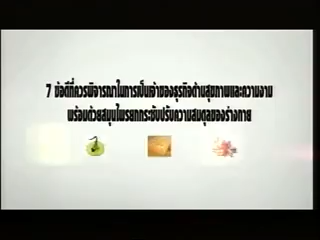 7 ข้อดีที่ควรพิจารณาในการเป็นเจ้าของธุรกิจด้านสุขภาพและความงาม
พร้อมด้วยสมุนไพรยกกระชับปรับความสมดุลของร่างกาย